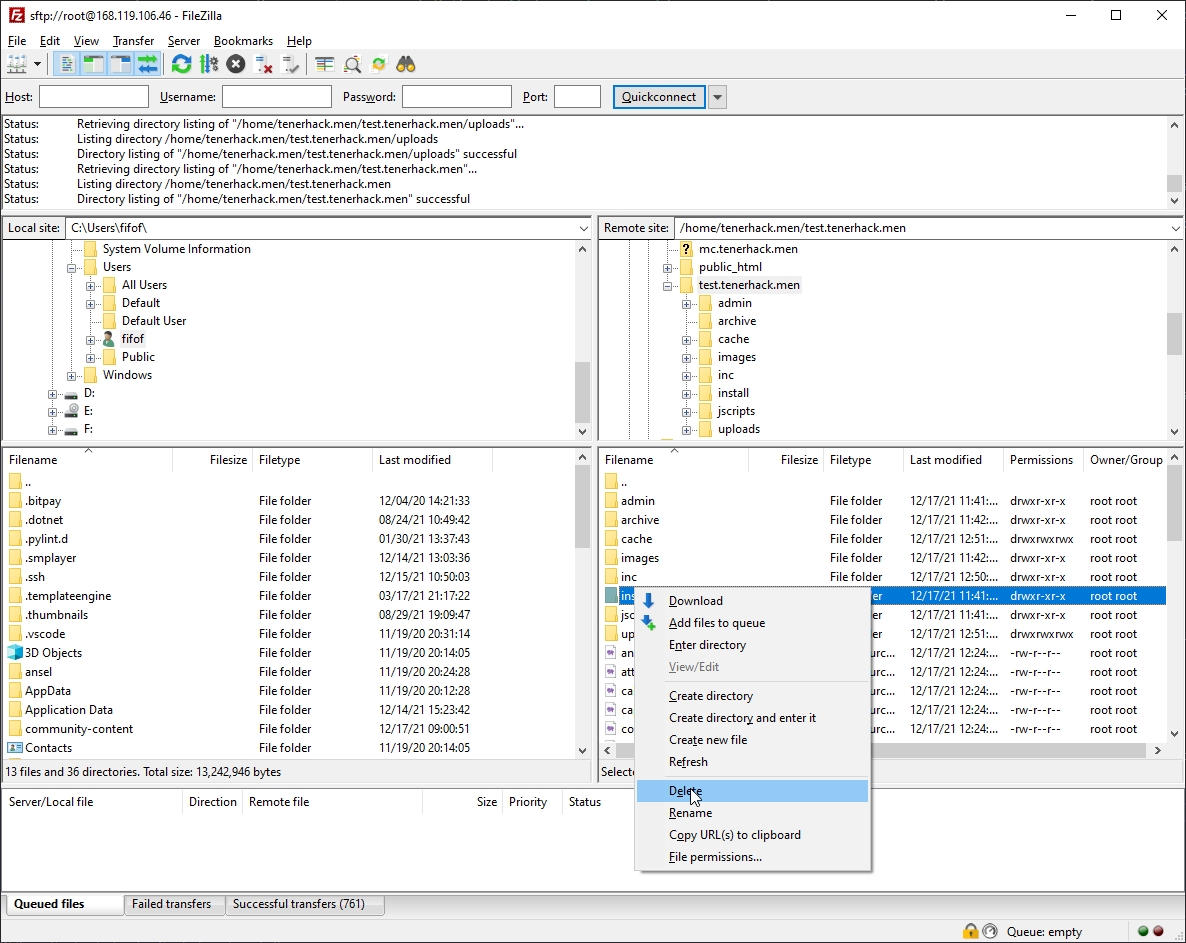 sftp://root@168.119.106.46 - FileZilla
File Edit View Transfer Server Bookmarks Help
Host: Username: Password: Port: Quickconnect
Status: Retrieving directory listing of "/home/tenerhack.men/test.tenerhack.men/uploads"...
Status: Listing directory /home/tenerhack.men/test.tenerhack.men/uploads
Status: Directory listing of "/home/tenerhack.men/test.tenerhack.men/uploads" successful
Status: Retrieving directory listing of "/home/tenerhack.men/test.tenerhack.men"...
Status: Listing directory /home/tenerhack.men/test.tenerhack.men
Status: Directory listing of "/home/tenerhack.men/test.tenerhack.men" successful
Local site: C:\Users\fifof\
System Volume Information
Users
All Users
Default
Default User
fifof
Public
Windows
D:
E:
F:
Remote site: /home/tenerhack.men/test.tenerhack.men
? mc.tenerhack.men
public_html
test.tenerhack.men
admin
archive
cache
images
inc
install
jscripts
uploads
Filename Filesize Filetype Last modified
..
.bitpay File folder 12/04/20 14:21:33
.dotnet File folder 08/24/21 10:49:42
.pylint.d File folder 01/30/21 13:37:43
.smplayer File folder 12/14/21 13:03:36
.ssh File folder 12/15/21 10:50:03
.templateengine File folder 03/17/21 21:17:22
.thumbnails File folder 08/29/21 19:09:47
.vscode File folder 11/19/20 20:31:14
3D Objects File folder 11/19/20 20:14:05
ansel File folder 11/19/20 20:24:28
AppData File folder 11/19/20 20:12:28
Application Data File folder 12/14/21 15:23:42
community-content File folder 12/17/21 09:00:51
Contacts File folder 11/19/20 20:14:05
13 files and 36 directories. Total size: 13,242,946 bytes
Filename Filesize Filetype Last modified Permissions Owner/Group
..
admin File folder 12/17/21 11:41:... drwxr-xr-x root root
archive File folder 12/17/21 11:42:... drwxr-xr-x root root
cache File folder 12/17/21 12:51:... drwxrwxrwx root root
images File folder 12/17/21 11:42:... drwxr-xr-x root root
inc File folder 12/17/21 12:50:... drwxr-xr-x root root
ins er 12/17/21 11:41:... drwxr-xr-x root root
jsc er 12/17/21 11:41:... drwxr-xr-x root root
up er 12/17/21 12:51:... drwxrwxrwx root root
an urc... 12/17/21 12:24:... -rw-r--r-- root root
att urc... 12/17/21 12:24:... -rw-r--r-- root root
ca urc... 12/17/21 12:24:... -rw-r--r-- root root
ca urc... 12/17/21 12:24:... -rw-r--r-- root root
co urc... 12/17/21 12:24:... -rw-r--r-- root root
Selecte
Download
Add files to queue
Enter directory
View/Edit
Create directory
Create directory and enter it
Create new file
Refresh
Delete
Rename
Copy URL(s) to clipboard
File permissions...
Server/Local file Direction Remote file Size Priority Status
Queued files Failed transfers Successful transfers (761)
Queue: empty